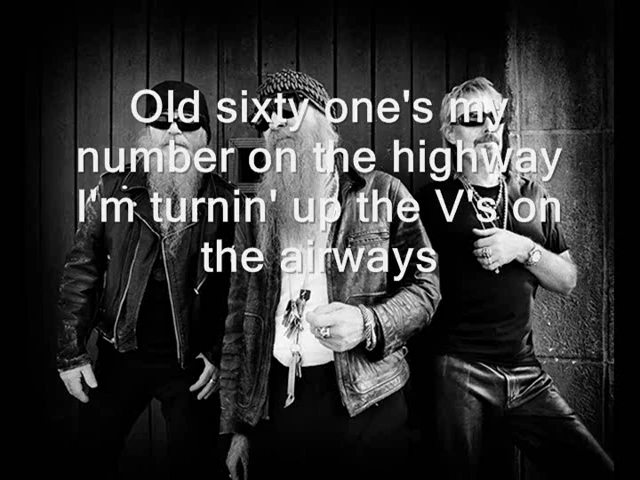 Old sixty one's my
number on the highway
I'm turnin' up the V's on
the airways